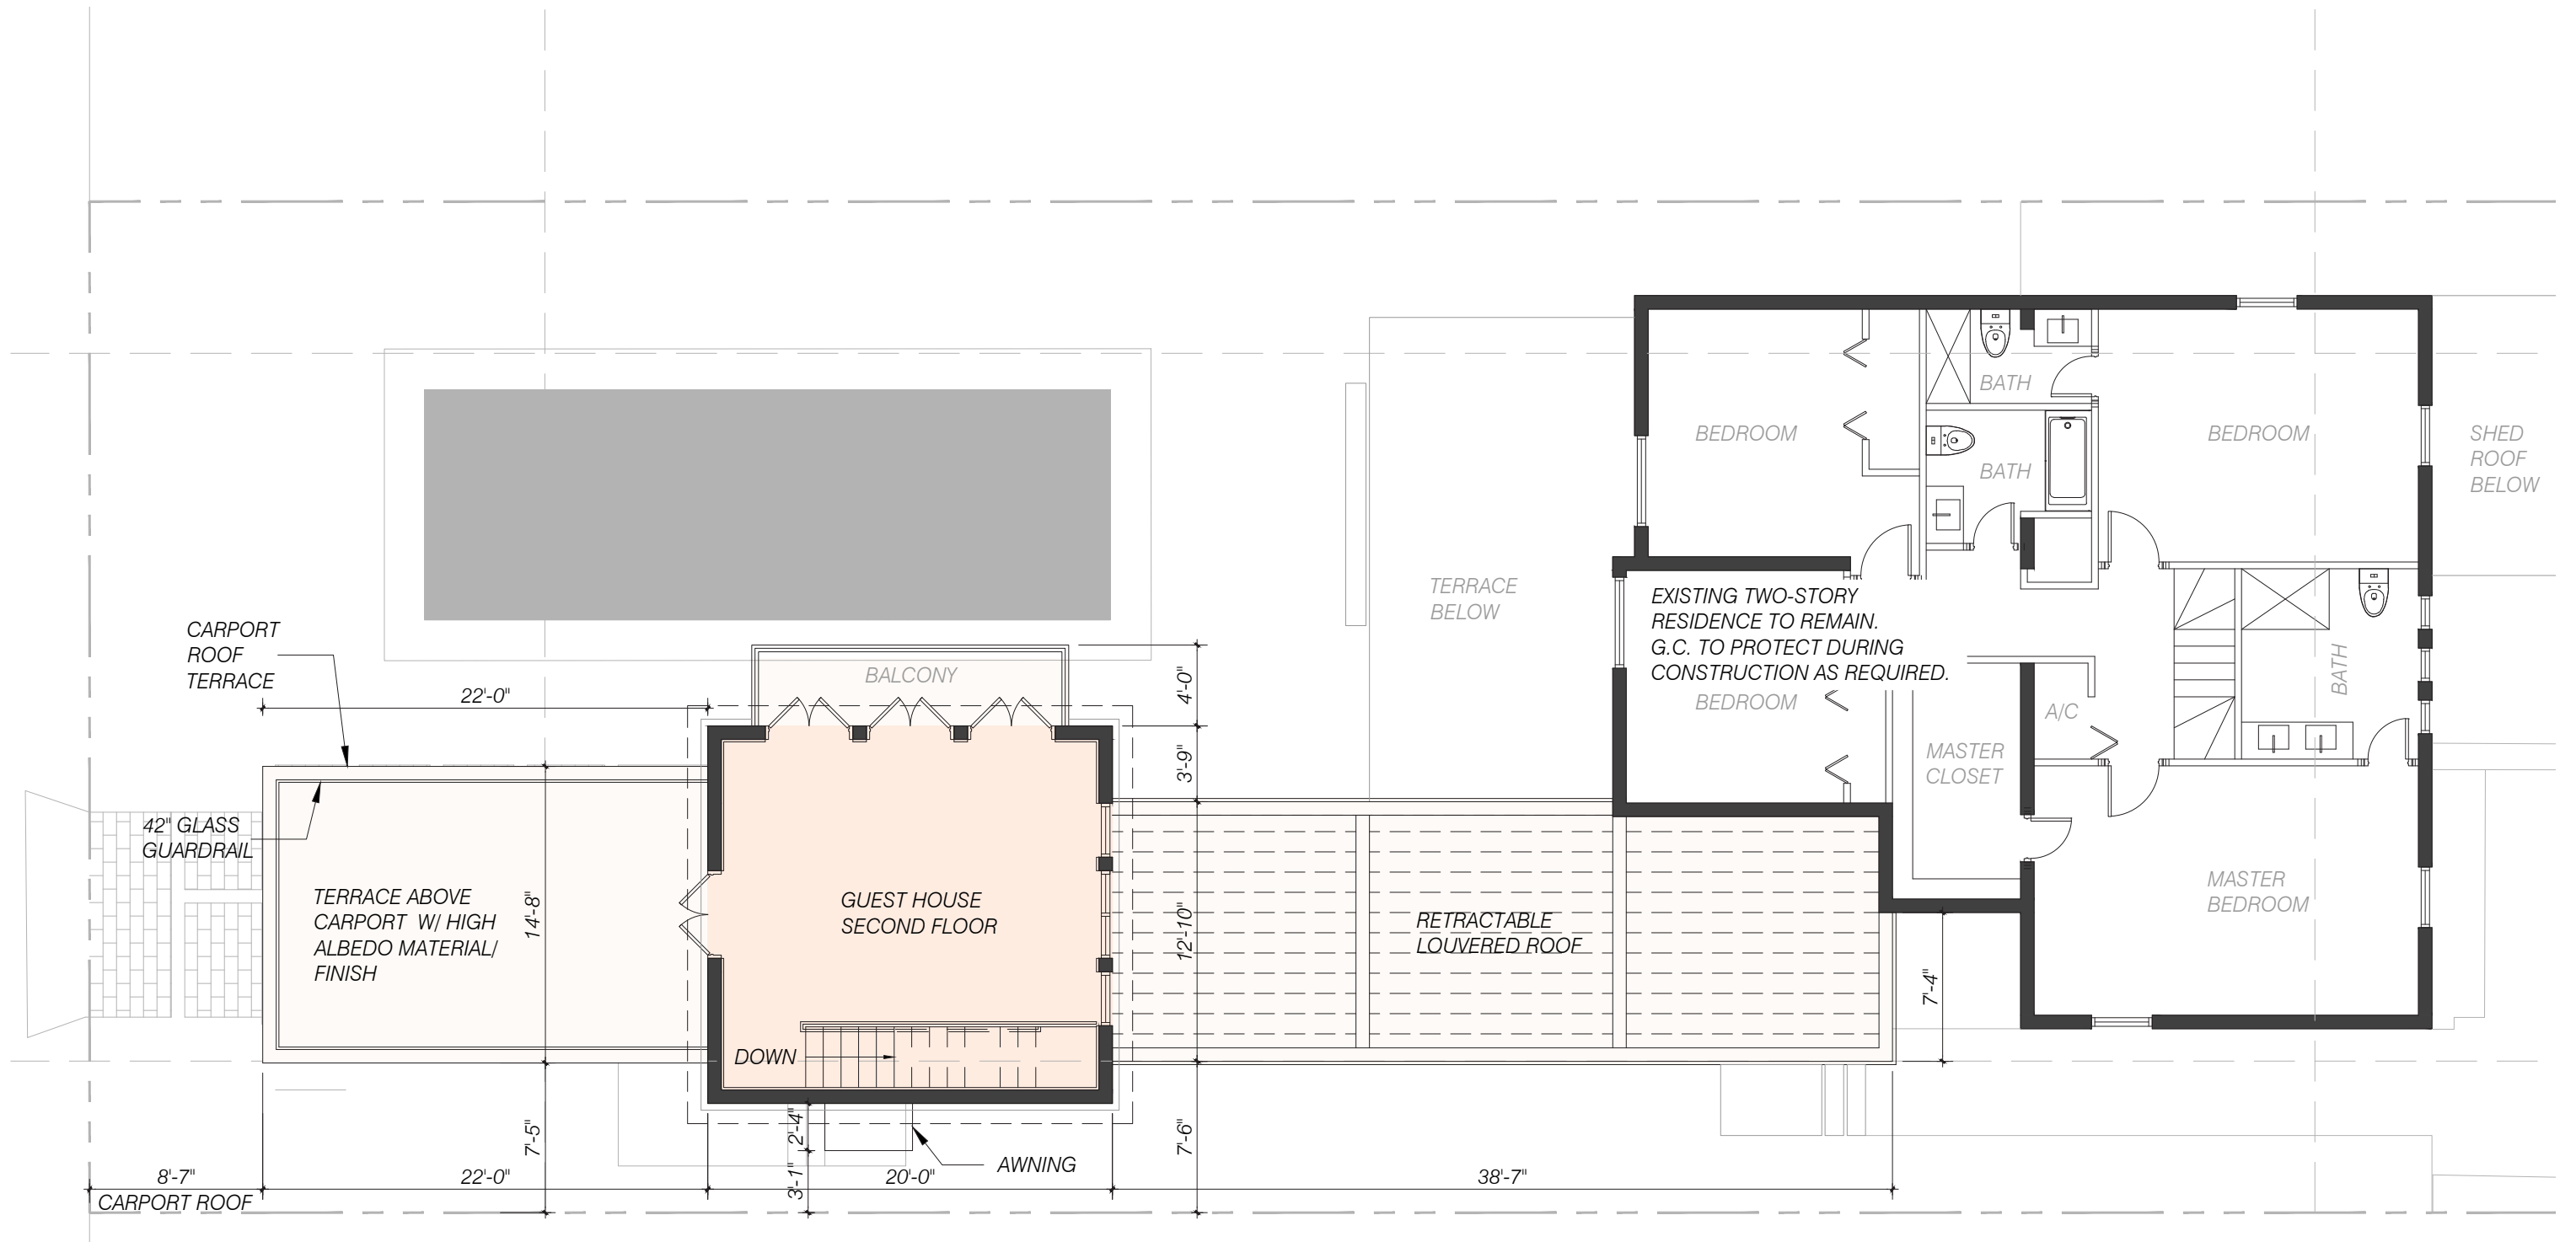 BATH
BEDROOM
BATH
BEDROOM
SHED
ROOF
BELOW
TERRACE
BELOW
EXISTING TWO-STORY
RESIDENCE TO REMAIN.
G.C. TO PROTECT DURING
CONSTRUCTION AS REQUIRED.
BEDROOM
BATH
A/C
MASTER
CLOSET
MASTER
BEDROOM
CARPORT
ROOF
TERRACE
22'-0"
BALCONY
4'-0"
3'-9"
42" GLASS
GUARDRAIL
TERRACE ABOVE
CARPORT W/ HIGH
ALBEDO MATERIAL/
FINISH
14'-8"
GUEST HOUSE
SECOND FLOOR
12'-10"
RETRACTABLE
LOUVERED ROOF
7'-4"
DOWN
7'-5"
2'-4"
7'-6"
AWNING
8'-7"
22'-0"
3'-1"
20'-0"
38'-7"
CARPORT ROOF